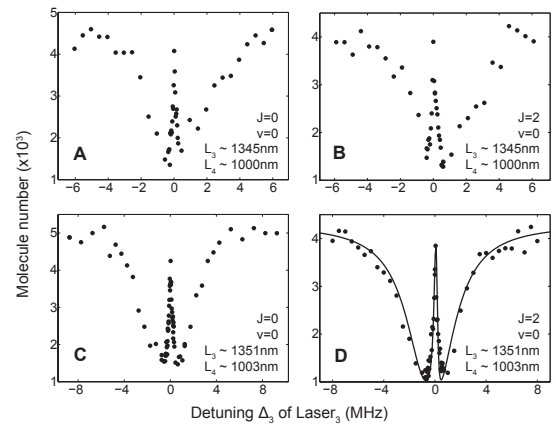 5
4
3
2
1
A
J=0
v=0
L3 ~ 1345nm
L4 ~ 1000nm
−6 −4 −2 0 2 4 6
4
3
2
1
B
J=2
v=0
L3 ~ 1345nm
L4 ~ 1000nm
−6 −4 −2 0 2 4 6
Molecule number (x10³)
5
4
3
2
1
C
J=0
v=0
L3 ~ 1351nm
L4 ~ 1003nm
−8 −4 0 4 8
4
3
2
1
D
J=2
v=0
L3 ~ 1351nm
L4 ~ 1003nm
−8 −4 0 4 8
Detuning Δ3 of Laser3 (MHz)